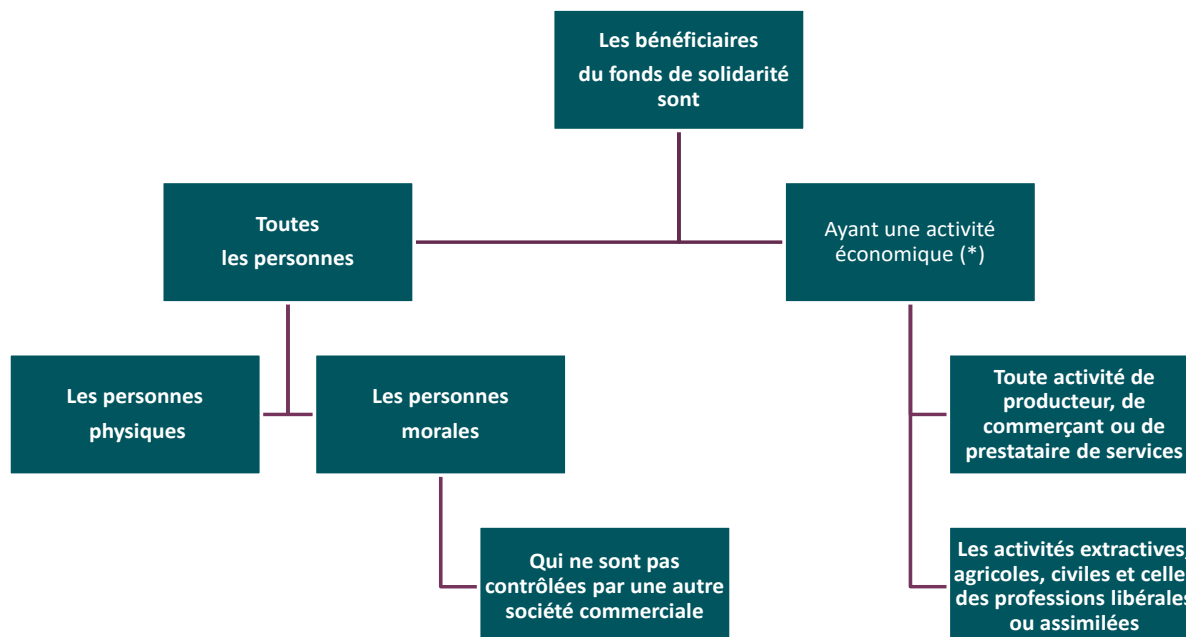 Les bénéficiaires
du fonds de solidarité
sont
Toutes
les personnes
Ayant une activité
économique (*)
Les personnes
physiques
Les personnes
morales
Toute activité de
producteur, de
commerçant ou de
prestataire de services
Qui ne sont pas
contrôlées par une autre
société commerciale
Les activités extractives,
agricoles, civiles et celle
des professions libérales
ou assimilées